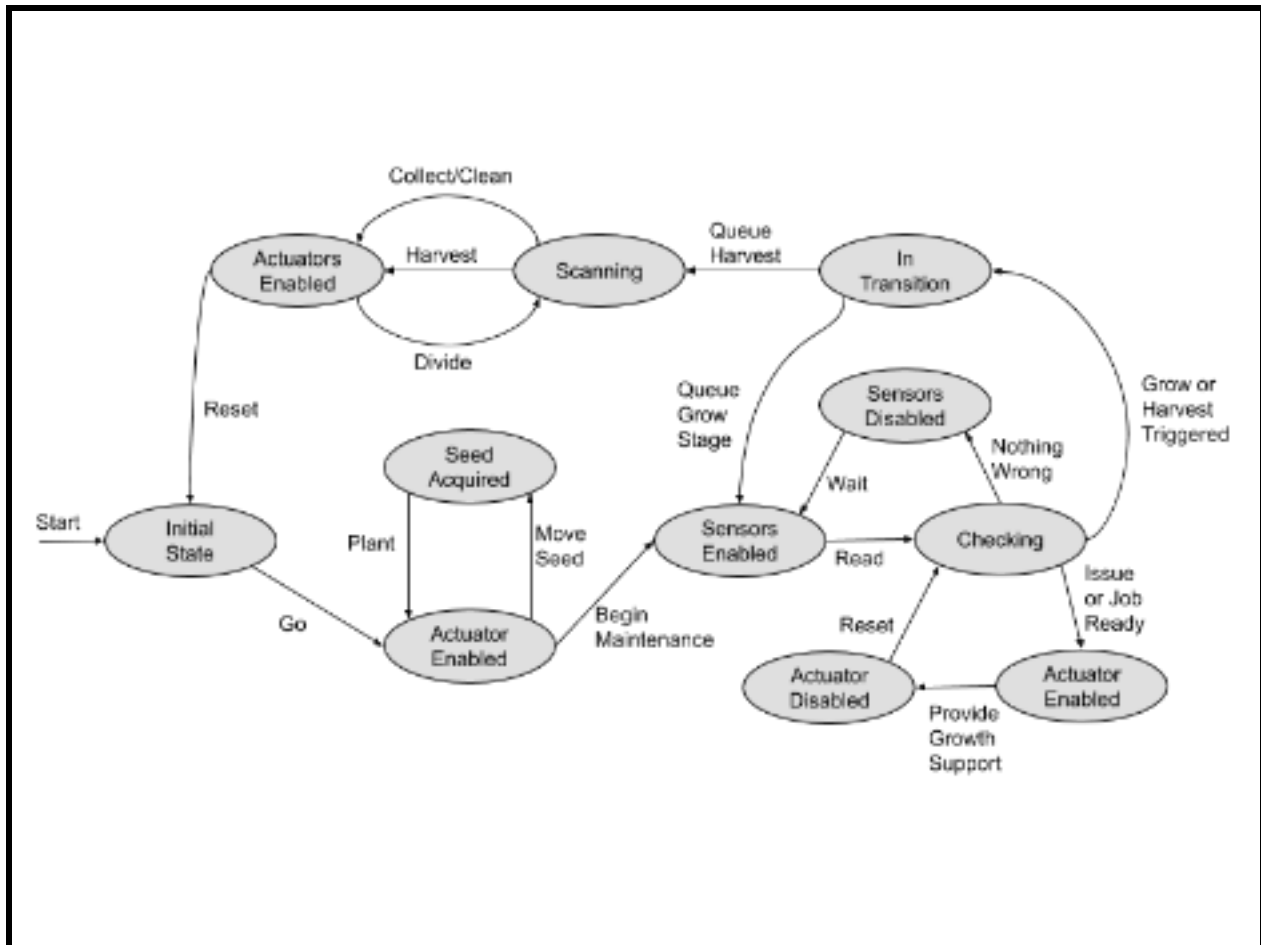 Collect/Clean
Actuators
Enabled
Harvest
Scanning
Queue
Harvest
In
Transition
Divide
Reset
Queue
Grow
Stage
Sensors
Disabled
Grow or
Harvest
Triggered
Nothing
Wrong
Wait
Seed
Acquired
Start
Initial
State
Plant
Move
Seed
Sensors
Enabled
Read
Checking
Go
Actuator
Enabled
Begin
Maintenance
Reset
Issue
or Job
Ready
Actuator
Disabled
Actuator
Enabled
Provide
Growth
Support